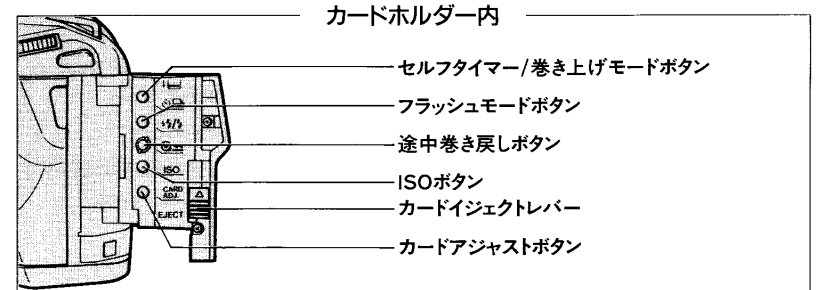 カードホルダー内
セルフタイマー/巻き上げモードボタン
フラッシュモードボタン
途中巻き戻しボタン
ISOボタン
カードイジェクトレバー
カードアジャストボタン
ISO
CARD
ADJ.
EJECT